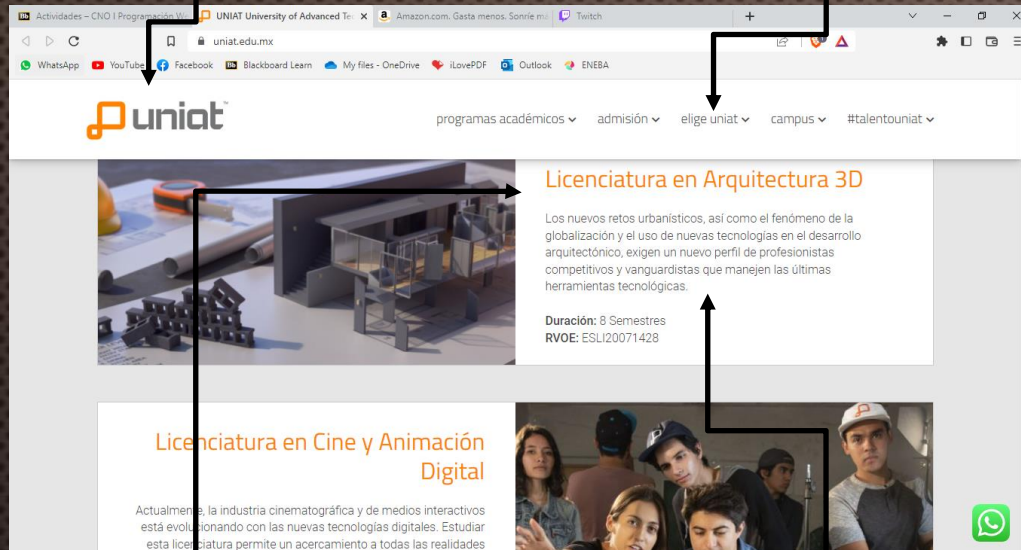 Actividades – CNO I Programación We
UNIAT University of Advanced Te
Amazon.com. Gasta menos. Sonríe má
Twitch
uniat.edu.mx
WhatsApp
YouTube
Facebook
Blackboard Learn
My files - OneDrive
iLovePDF
Outlook
ENEBA
uniat
programas académicos
admisión
elige uniat
campus
#talentouniat
Licenciatura en Arquitectura 3D
Los nuevos retos urbanísticos, así como el fenómeno de la
globalización y el uso de nuevas tecnologías en el desarrollo
arquitectónico, exigen un nuevo perfil de profesionistas
competitivos y vanguardistas que manejen las últimas
herramientas tecnológicas.
Duración: 8 Semestres
RVOE: ESLI20071428
Licenciatura en Cine y Animación
Digital
Actualmente, la industria cinematográfica y de medios interactivos
está evolucionando con las nuevas tecnologías digitales. Estudiar
esta licenciatura permite un acercamiento a todas las realidades